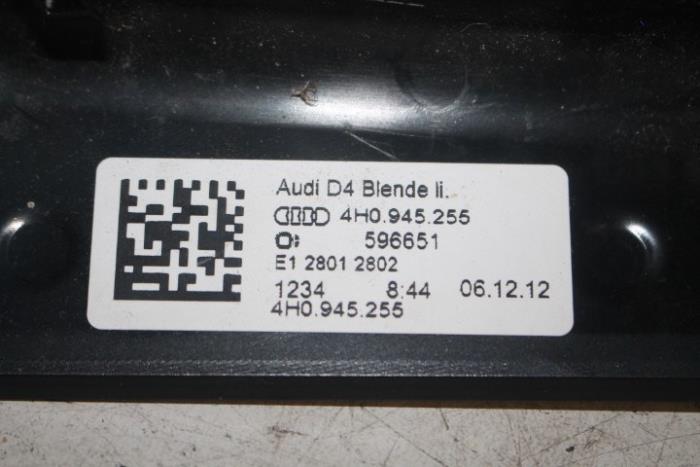 Audi D4 Blende li.
4H0.945.255
596651
E1 2801 2802
1234 8:44 06.12.12
4H0.945.255